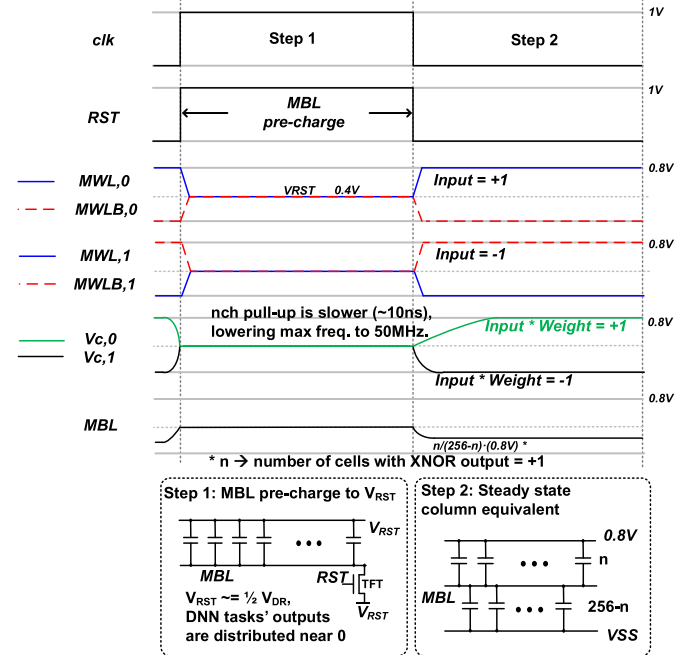 1V
clk
Step 1
Step 2
1V
RST
MBL
pre-charge
0.8V
MWL,0
MWLB,0
VRST 0.4V
Input = +1
0.8V
MWL,1
MWLB,1
Input = -1
nch pull-up is slower (~10ns),
lowering max freq. to 50MHz.
0.8V
Vc,0
Vc,1
Input * Weight = +1
Input * Weight = -1
0.8V
MBL
n/(256-n)·(0.8V) *
* n → number of cells with XNOR output = +1
Step 1: MBL pre-charge to VRST
VRST
MBL
RST
TFT
VRST
VRST ~= ½ VDR,
DNN tasks' outputs
are distributed near 0
Step 2: Steady state
column equivalent
0.8V
n
MBL
256-n
VSS